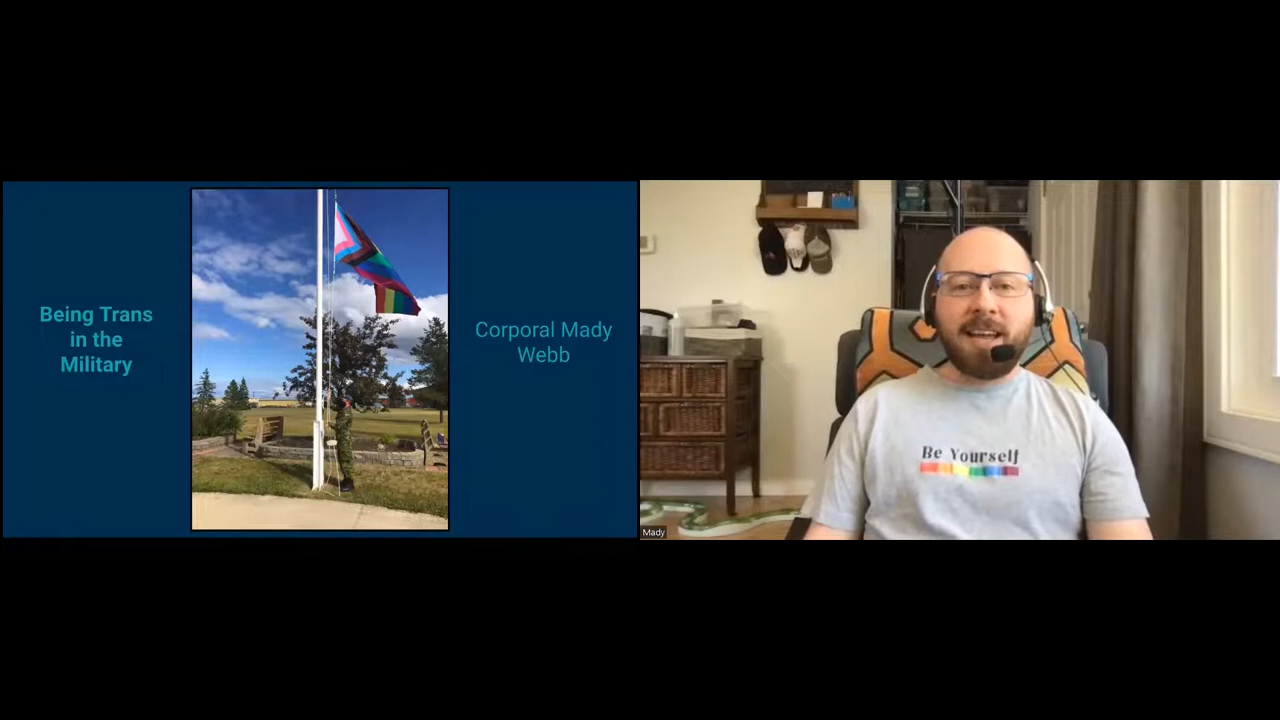 Being Trans
in the
Military
Corporal Mady
Webb
Be Yourself
Mady